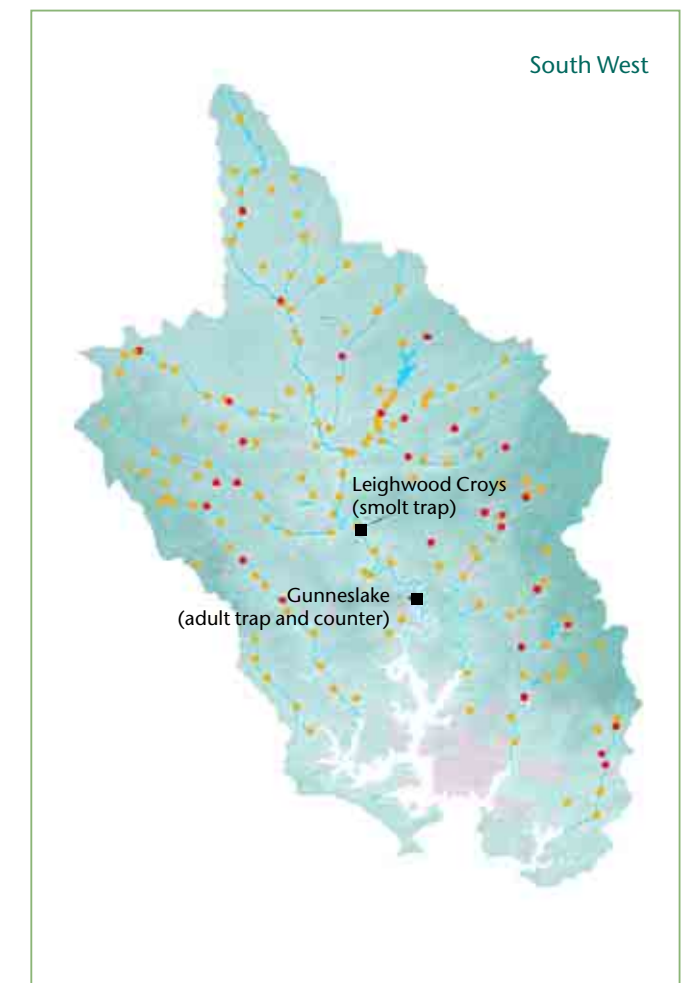 South West
Leighwood Croys
(smolt trap)
Gunneslake
(adult trap and counter)